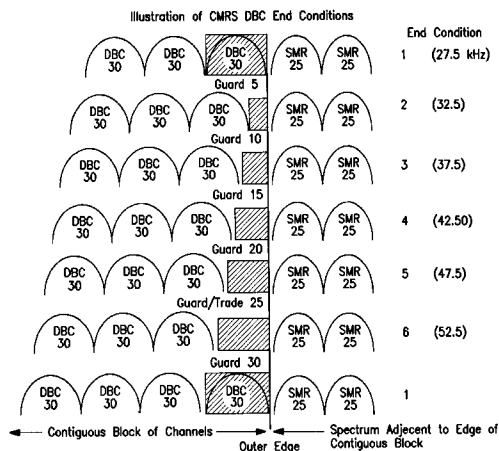 Illustration of CMRS DBC End Conditions
End Condition
DBC 30 DBC 30 DBC 30 SMR 25 SMR 25 1 (27.5 kHz)
Guard 5
DBC 30 DBC 30 DBC 30 SMR 25 SMR 25 2 (32.5)
Guard 10
DBC 30 DBC 30 DBC 30 SMR 25 SMR 25 3 (37.5)
Guard 15
DBC 30 DBC 30 DBC 30 SMR 25 SMR 25 4 (42.50)
Guard 20
DBC 30 DBC 30 DBC 30 SMR 25 SMR 25 5 (47.5)
Guard/Trade 25
DBC 30 DBC 30 DBC 30 SMR 25 SMR 25 6 (52.5)
Guard 30
DBC 30 DBC 30 DBC 30 DBC 30 SMR 25 SMR 25 1
Contiguous Block of Channels
Outer Edge
Spectrum Adjecent to Edge of
Contiguous Block